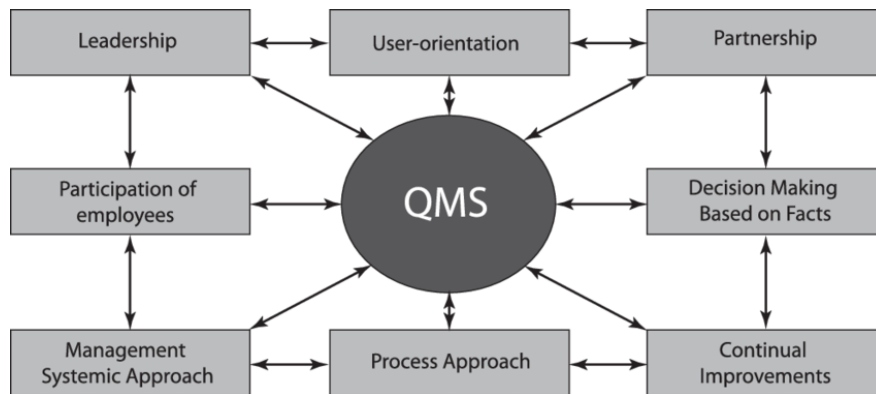 Leadership
User-orientation
Partnership
Participation of
employees
QMS
Decision Making
Based on Facts
Management
Systemic Approach
Process Approach
Continual
Improvements